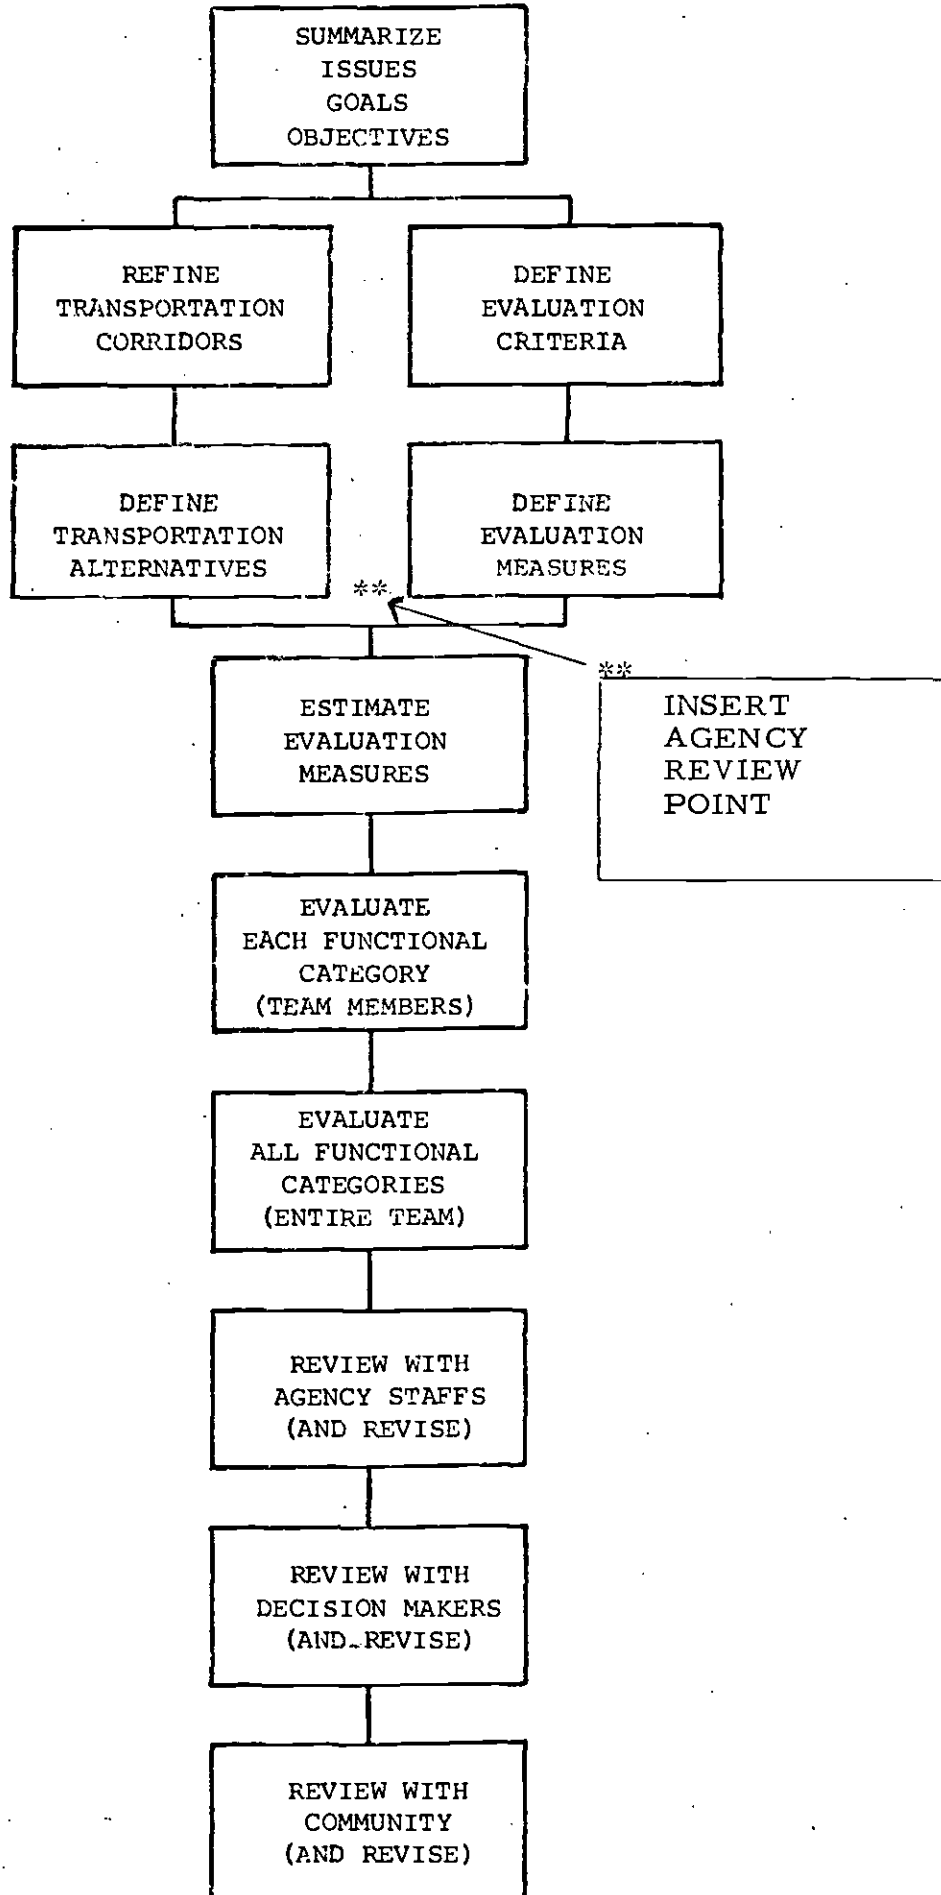 SUMMARIZE
ISSUES
GOALS
OBJECTIVES
REFINE
TRANSPORTATION
CORRIDORS
DEFINE
EVALUATION
CRITERIA
DEFINE
TRANSPORTATION
ALTERNATIVES
DEFINE
EVALUATION
MEASURES
**
**
INSERT
AGENCY
REVIEW
POINT
ESTIMATE
EVALUATION
MEASURES
EVALUATE
EACH FUNCTIONAL
CATEGORY
(TEAM MEMBERS)
EVALUATE
ALL FUNCTIONAL
CATEGORIES
(ENTIRE TEAM)
REVIEW WITH
AGENCY STAFFS
(AND REVISE)
REVIEW WITH
DECISION MAKERS
(AND REVISE)
REVIEW WITH
COMMUNITY
(AND REVISE)